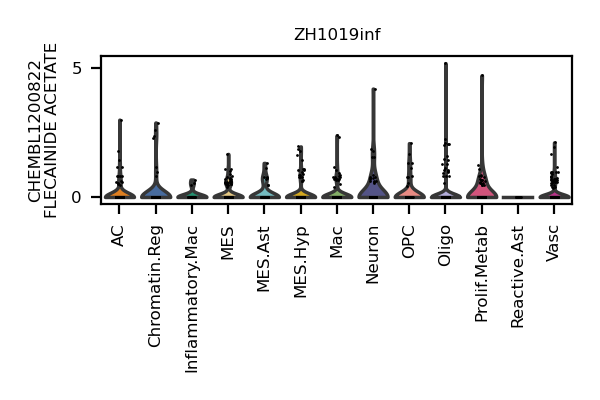 ZH1019inf
CHEMBL1200822
FLECAINIDE ACETATE
5
0
AC
Chromatin.Reg
Inflammatory.Mac
MES
MES.Ast
MES.Hyp
Mac
Neuron
OPC
Oligo
Prolif.Metab
Reactive.Ast
Vasc